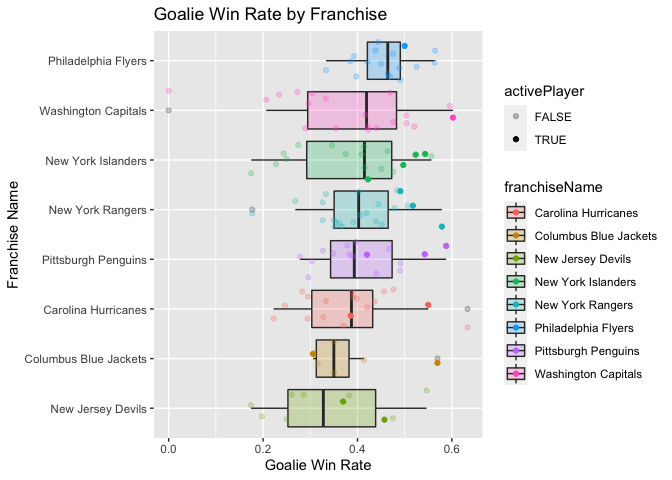 Goalie Win Rate by Franchise
Franchise Name
Philadelphia Flyers
Washington Capitals
New York Islanders
New York Rangers
Pittsburgh Penguins
Carolina Hurricanes
Columbus Blue Jackets
New Jersey Devils
0.0 0.2 0.4 0.6
Goalie Win Rate
activePlayer
FALSE
TRUE
franchiseName
Carolina Hurricanes
Columbus Blue Jackets
New Jersey Devils
New York Islanders
New York Rangers
Philadelphia Flyers
Pittsburgh Penguins
Washington Capitals